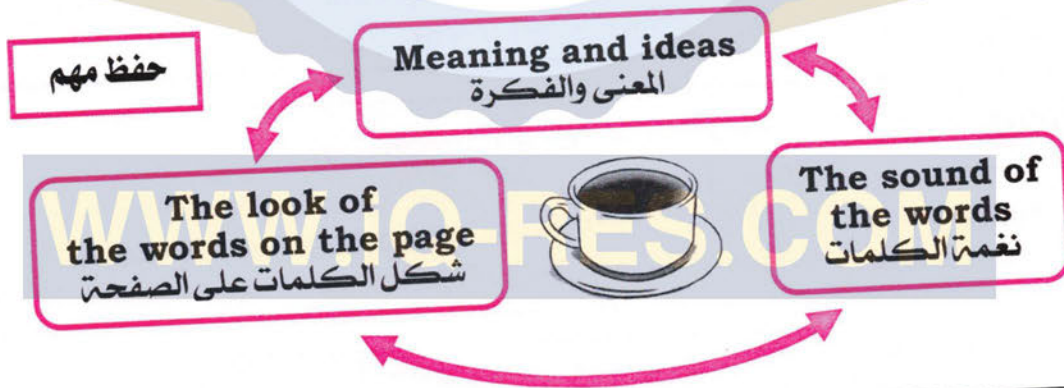 حفظ مهم
Meaning and ideas
المعنى والفكرة
The look of
the words on the page
شكل الكلمات على الصفحة
The sound of
the words
نغمة الكلمات
WWW.iQ-RES.COM